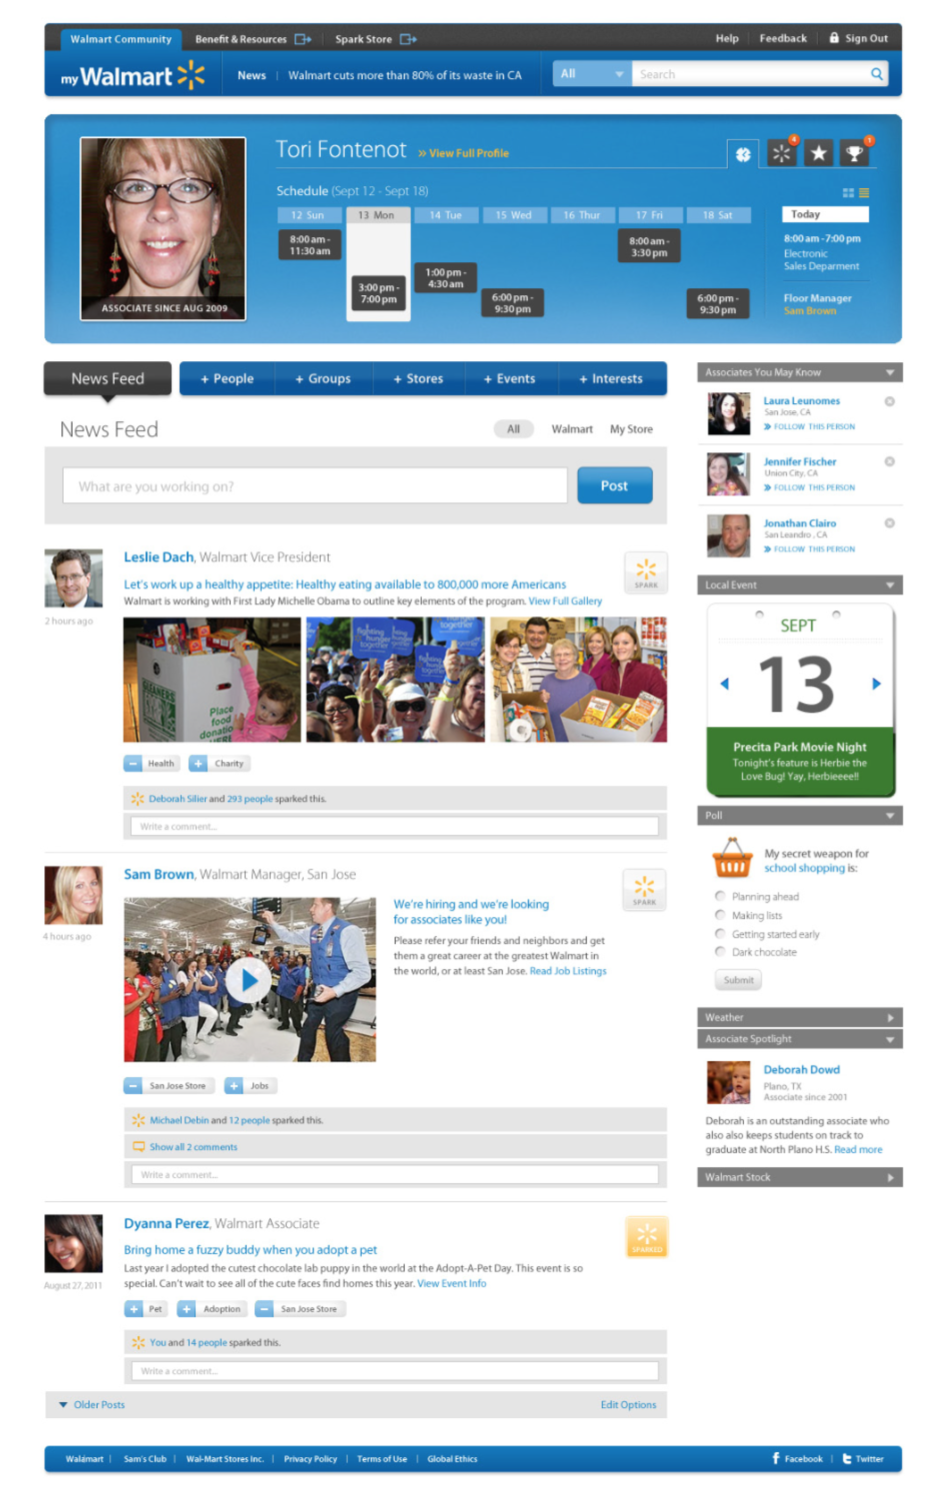 Walmart Community
Benefit & Resources
Spark Store
Help
Feedback
Sign Out
my Walmart
News | Walmart cuts more than 80% of its waste in CA
All
Search
Tori Fontenot
» View Full Profile
4
1
Schedule (Sept 12 - Sept 18)
12 Sun
13 Mon
14 Tue
15 Wed
16 Thur
17 Fri
18 Sat
8:00 am -
11:30 am
3:00 pm -
7:00 pm
1:00 pm -
4:30 am
6:00 pm -
9:30 pm
8:00 am -
3:30 pm
6:00 pm -
9:30 pm
Today
8:00 am - 7:00 pm
Electronic
Sales Deparment
Floor Manager
Sam Brown
ASSOCIATE SINCE AUG 2009
News Feed
+ People
+ Groups
+ Stores
+ Events
+ Interests
News Feed
All
Walmart
My Store
What are you working on?
Post
Leslie Dach, Walmart Vice President
SPARK
Let's work up a healthy appetite: Healthy eating available to 800,000 more Americans
Walmart is working with First Lady Michelle Obama to outline key elements of the program. View Full Gallery
2 hours ago
Place
food
donatio
fighting
hunger
together
Health
Charity
Deborah Silier and 293 people sparked this.
Write a comment...
Sam Brown, Walmart Manager, San Jose
SPARK
4 hours ago
We're hiring and we're looking
for associates like you!
Please refer your friends and neighbors and get
them a great career at the greatest Walmart in
the world, or at least San Jose. Read Job Listings
San Jose Store
Jobs
Michael Debin and 12 people sparked this.
Show all 2 comments
Write a comment...
Dyanna Perez, Walmart Associate
SPARKED
Bring home a fuzzy buddy when you adopt a pet
Last year I adopted the cutest chocolate lab puppy in the world at the Adopt-A-Pet Day. This event is so
special. Can't wait to see all of the cute faces find homes this year. View Event Info
August 27, 2011
Pet
Adoption
San Jose Store
You and 14 people sparked this.
Write a comment...
Older Posts
Edit Options
Associates You May Know
Laura Leunomes
San Jose, CA
FOLLOW THIS PERSON
Jennifer Fischer
Union City, CA
FOLLOW THIS PERSON
Jonathan Clairo
San Leandro , CA
FOLLOW THIS PERSON
Local Event
SEPT
13
Precita Park Movie Night
Tonight's feature is Herbie the
Love Bug! Yay, Herbieeee!!
Poll
My secret weapon for
school shopping is:
Planning ahead
Making lists
Getting started early
Dark chocolate
Submit
Weather
Associate Spotlight
Deborah Dowd
Plano, TX
Associate since 2001
Deborah is an outstanding associate who
also also keeps students on track to
graduate at North Plano H.S. Read more
Walmart Stock
Walamart | Sam's Club | Wal-Mart Stores Inc. | Privacy Policy | Terms of Use | Global Ethics
Facebook | Twitter